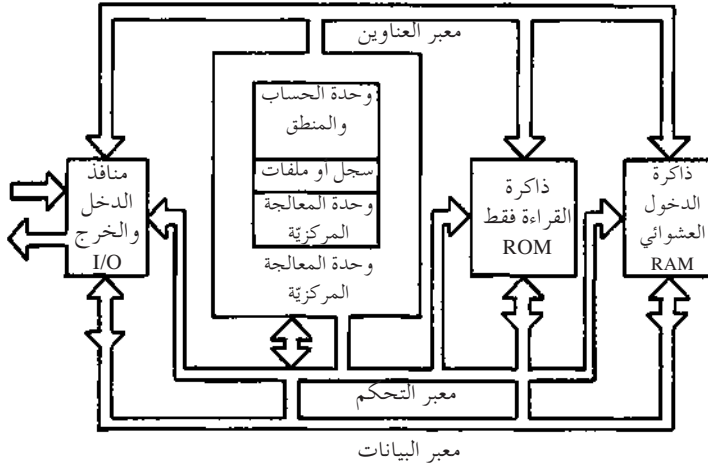 معبر العناوين
وحدة الحساب
والمنطق
سجل او ملفات
وحدة المعالجة
المركزيّة
وحدة المعالجة
المركزيّة
منافذ
الدخل
والخرج
I/O
ذاكرة
القراءة فقط
ROM
ذاكرة
الدخول
العشوائي
RAM
معبر التحكم
معبر البيانات